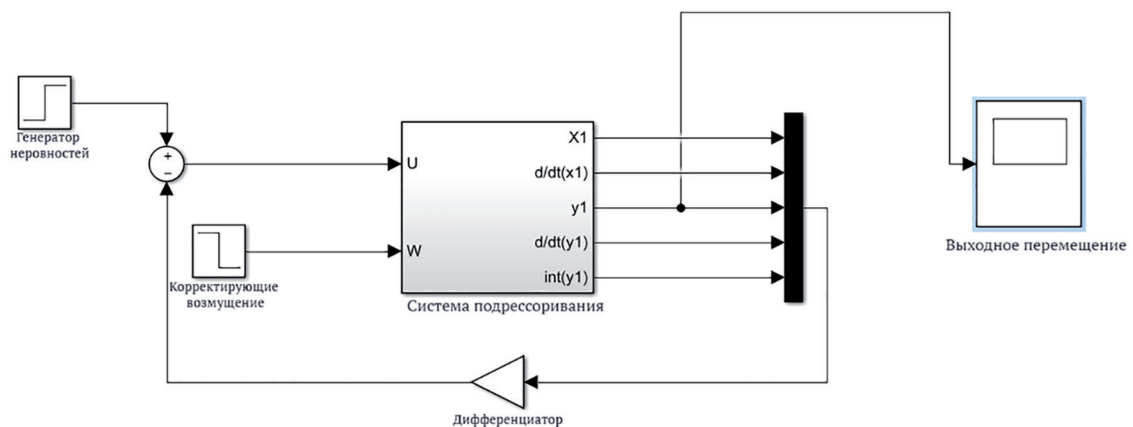 Генератор
неровностей
+
−
Корректирующие
возмущение
U
W
X1
d/dt(x1)
y1
d/dt(y1)
int(y1)
Система подрессоривания
Выходное перемещение
Дифференциатор